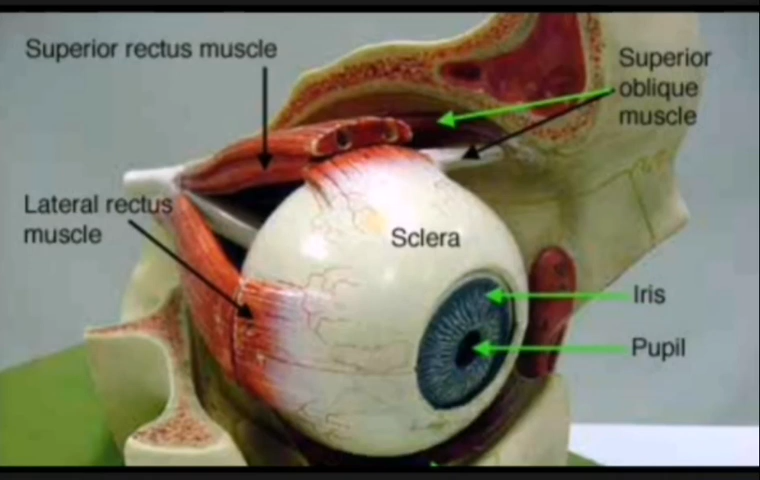 Superior rectus muscle
Superior
oblique
muscle
Lateral rectus
muscle
Sclera
Iris
Pupil